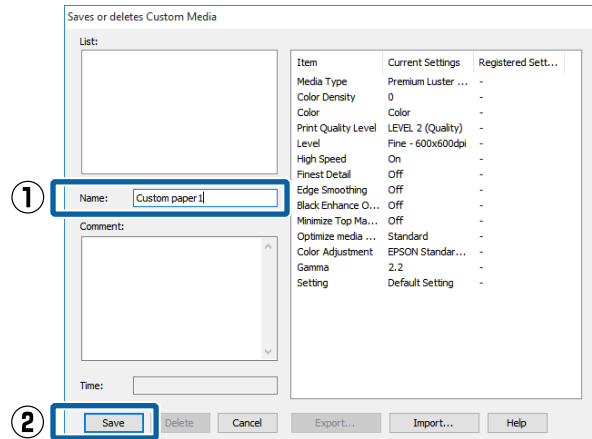 Saves or deletes Custom Media
List:
Item Current Settings Registered Sett...
Media Type Premium Luster ... -
Color Density 0 -
Color Color -
Print Quality Level LEVEL 2 (Quality) -
Level Fine - 600x600dpi -
High Speed On -
Finest Detail Off -
Edge Smoothing Off -
Black Enhance O... Off -
Minimize Top Ma... Off -
Optimize media ... Standard -
Color Adjustment EPSON Standar... -
Gamma 2.2 -
Setting Default Setting -
① Name: Custom paper1
Comment:
Time:
② Save Delete Cancel Export... Import... Help